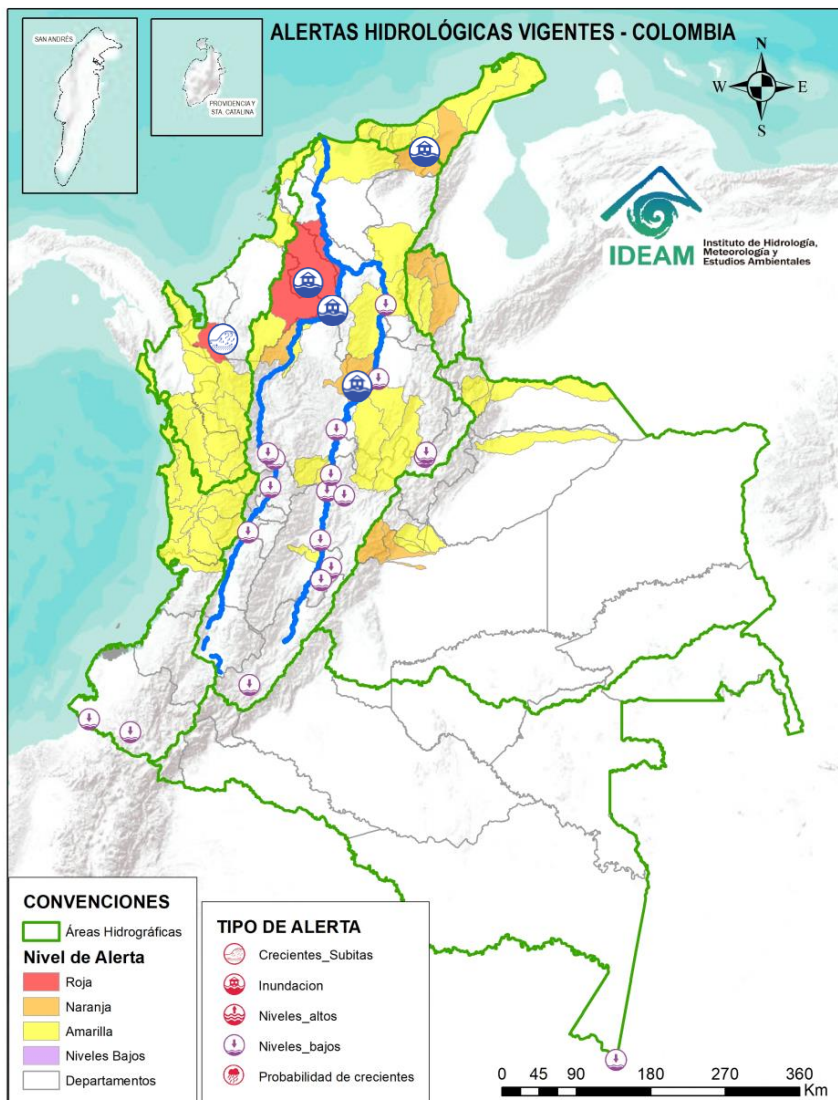 ALERTAS HIDROLÓGICAS VIGENTES - COLOMBIA
SAN ANDRÉS
PROVIDENCIA Y
STA. CATALINA
N
W
E
S
IDEAM
Instituto de Hidrología,
Meteorología y
Estudios Ambientales
CONVENCIONES
Áreas Hidrográficas
Nivel de Alerta
Roja
Naranja
Amarilla
Niveles Bajos
Departamentos
TIPO DE ALERTA
Crecientes_Subitas
Inundacion
Niveles_altos
Niveles_bajos
Probabilidad de crecientes
0 45 90 180 270 360
Km